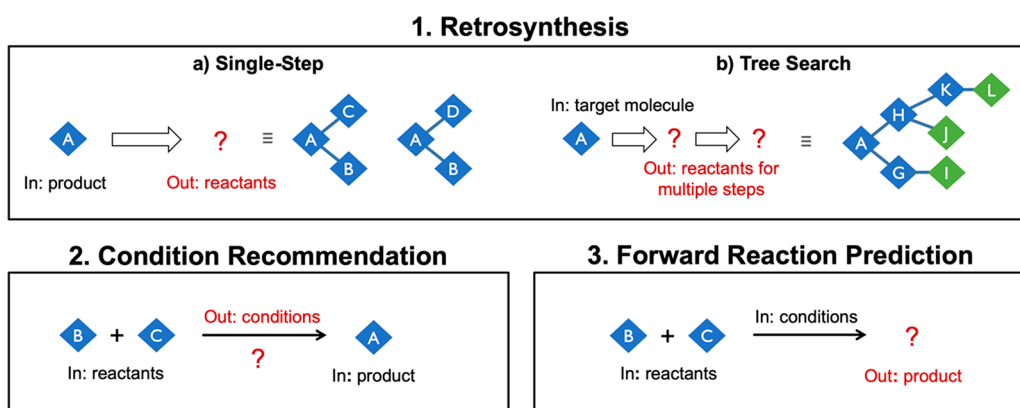 1. Retrosynthesis
a) Single-Step
A
?
≡
A
C
B
A
D
B
In: product
Out: reactants
b) Tree Search
In: target molecule
A
?
?
≡
A
H
K
L
J
G
I
Out: reactants for
multiple steps
2. Condition Recommendation
B + C
Out: conditions
?
A
In: reactants
In: product
3. Forward Reaction Prediction
B + C
In: conditions
?
In: reactants
Out: product